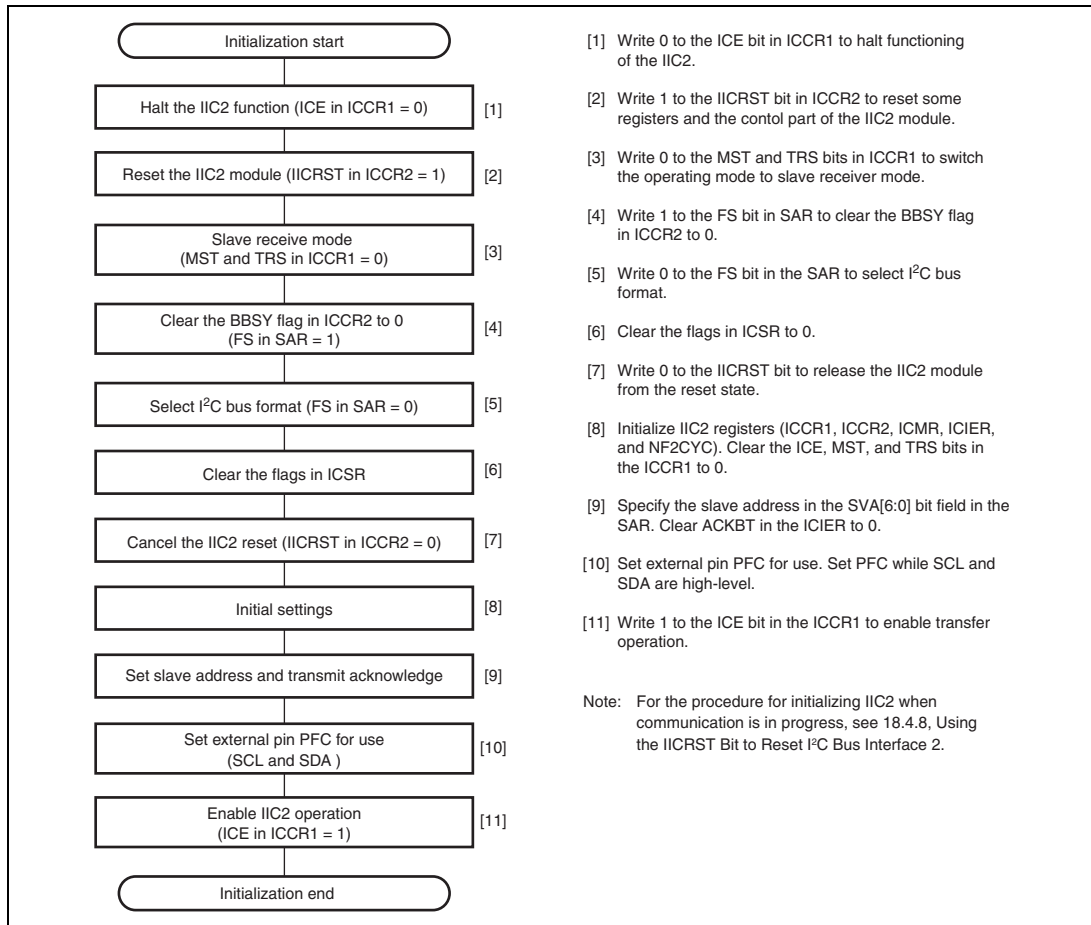 Initialization start
Halt the IIC2 function (ICE in ICCR1 = 0)
[1]
Reset the IIC2 module (IICRST in ICCR2 = 1)
[2]
Slave receive mode
(MST and TRS in ICCR1 = 0)
[3]
Clear the BBSY flag in ICCR2 to 0
(FS in SAR = 1)
[4]
Select I²C bus format (FS in SAR = 0)
[5]
Clear the flags in ICSR
[6]
Cancel the IIC2 reset (IICRST in ICCR2 = 0)
[7]
Initial settings
[8]
Set slave address and transmit acknowledge
[9]
Set external pin PFC for use
(SCL and SDA )
[10]
Enable IIC2 operation
(ICE in ICCR1 = 1)
[11]
Initialization end
[1] Write 0 to the ICE bit in ICCR1 to halt functioning
of the IIC2.
[2] Write 1 to the IICRST bit in ICCR2 to reset some
registers and the contol part of the IIC2 module.
[3] Write 0 to the MST and TRS bits in ICCR1 to switch
the operating mode to slave receiver mode.
[4] Write 1 to the FS bit in SAR to clear the BBSY flag
in ICCR2 to 0.
[5] Write 0 to the FS bit in the SAR to select I²C bus
format.
[6] Clear the flags in ICSR to 0.
[7] Write 0 to the IICRST bit to release the IIC2 module
from the reset state.
[8] Initialize IIC2 registers (ICCR1, ICCR2, ICMR, ICIER,
and NF2CYC). Clear the ICE, MST, and TRS bits in
the ICCR1 to 0.
[9] Specify the slave address in the SVA[6:0] bit field in the
SAR. Clear ACKBT in the ICIER to 0.
[10] Set external pin PFC for use. Set PFC while SCL and
SDA are high-level.
[11] Write 1 to the ICE bit in the ICCR1 to enable transfer
operation.
Note: For the procedure for initializing IIC2 when
communication is in progress, see 18.4.8, Using
the IICRST Bit to Reset I²C Bus Interface 2.